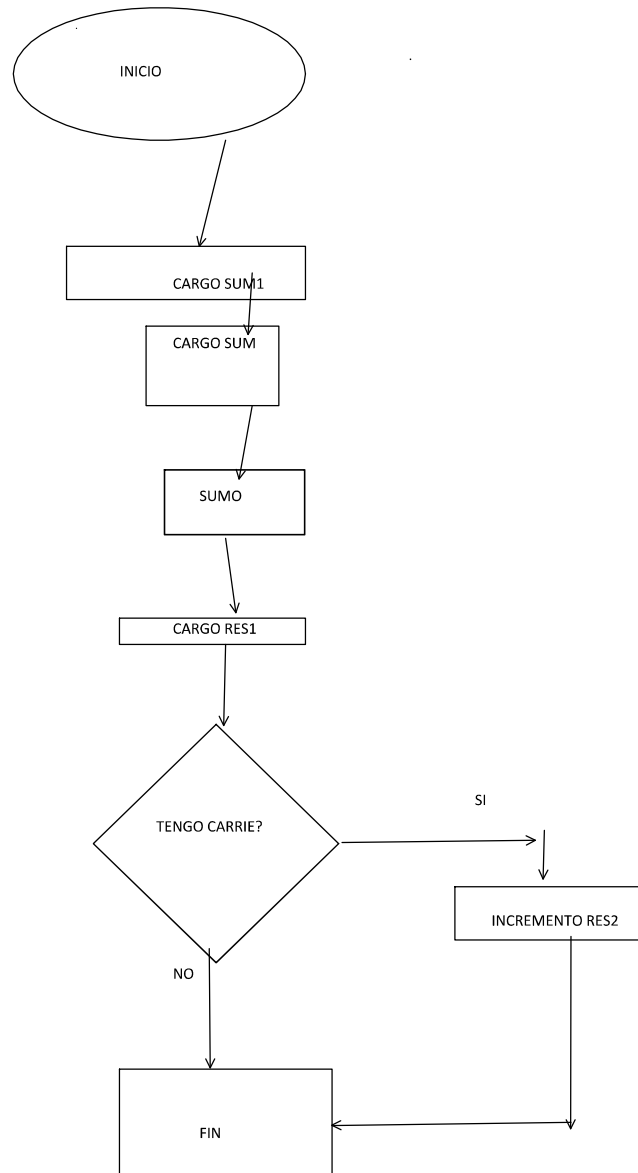 INICIO
CARGO SUM1
CARGO SUM
SUMO
CARGO RES1
SI
TENGO CARRIE?
INCREMENTO RES2
NO
FIN